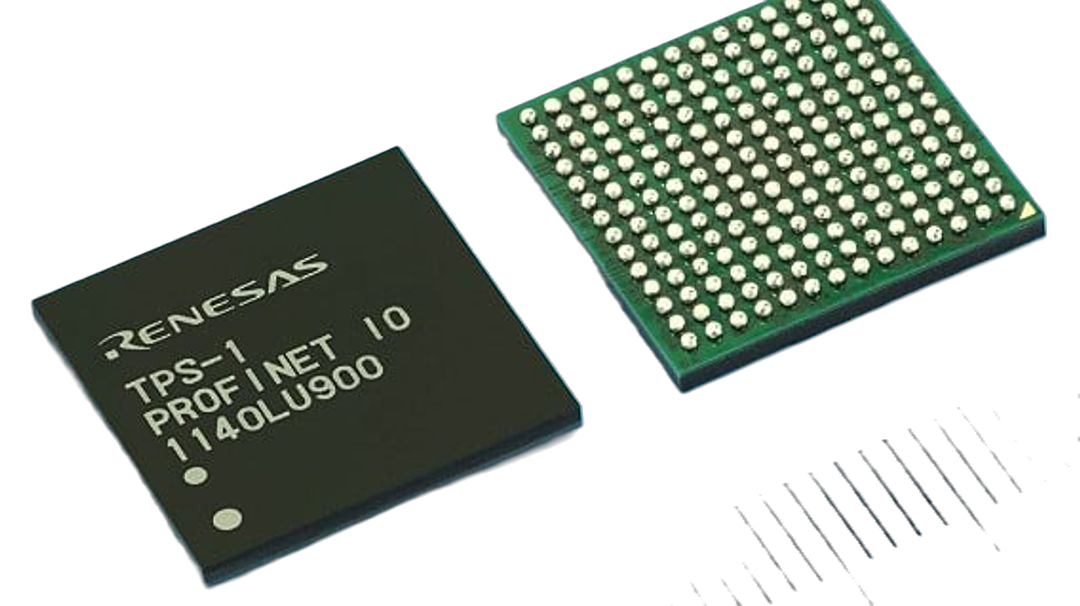 RENESAS
TPS-1
PROFINET IO
1140LU900